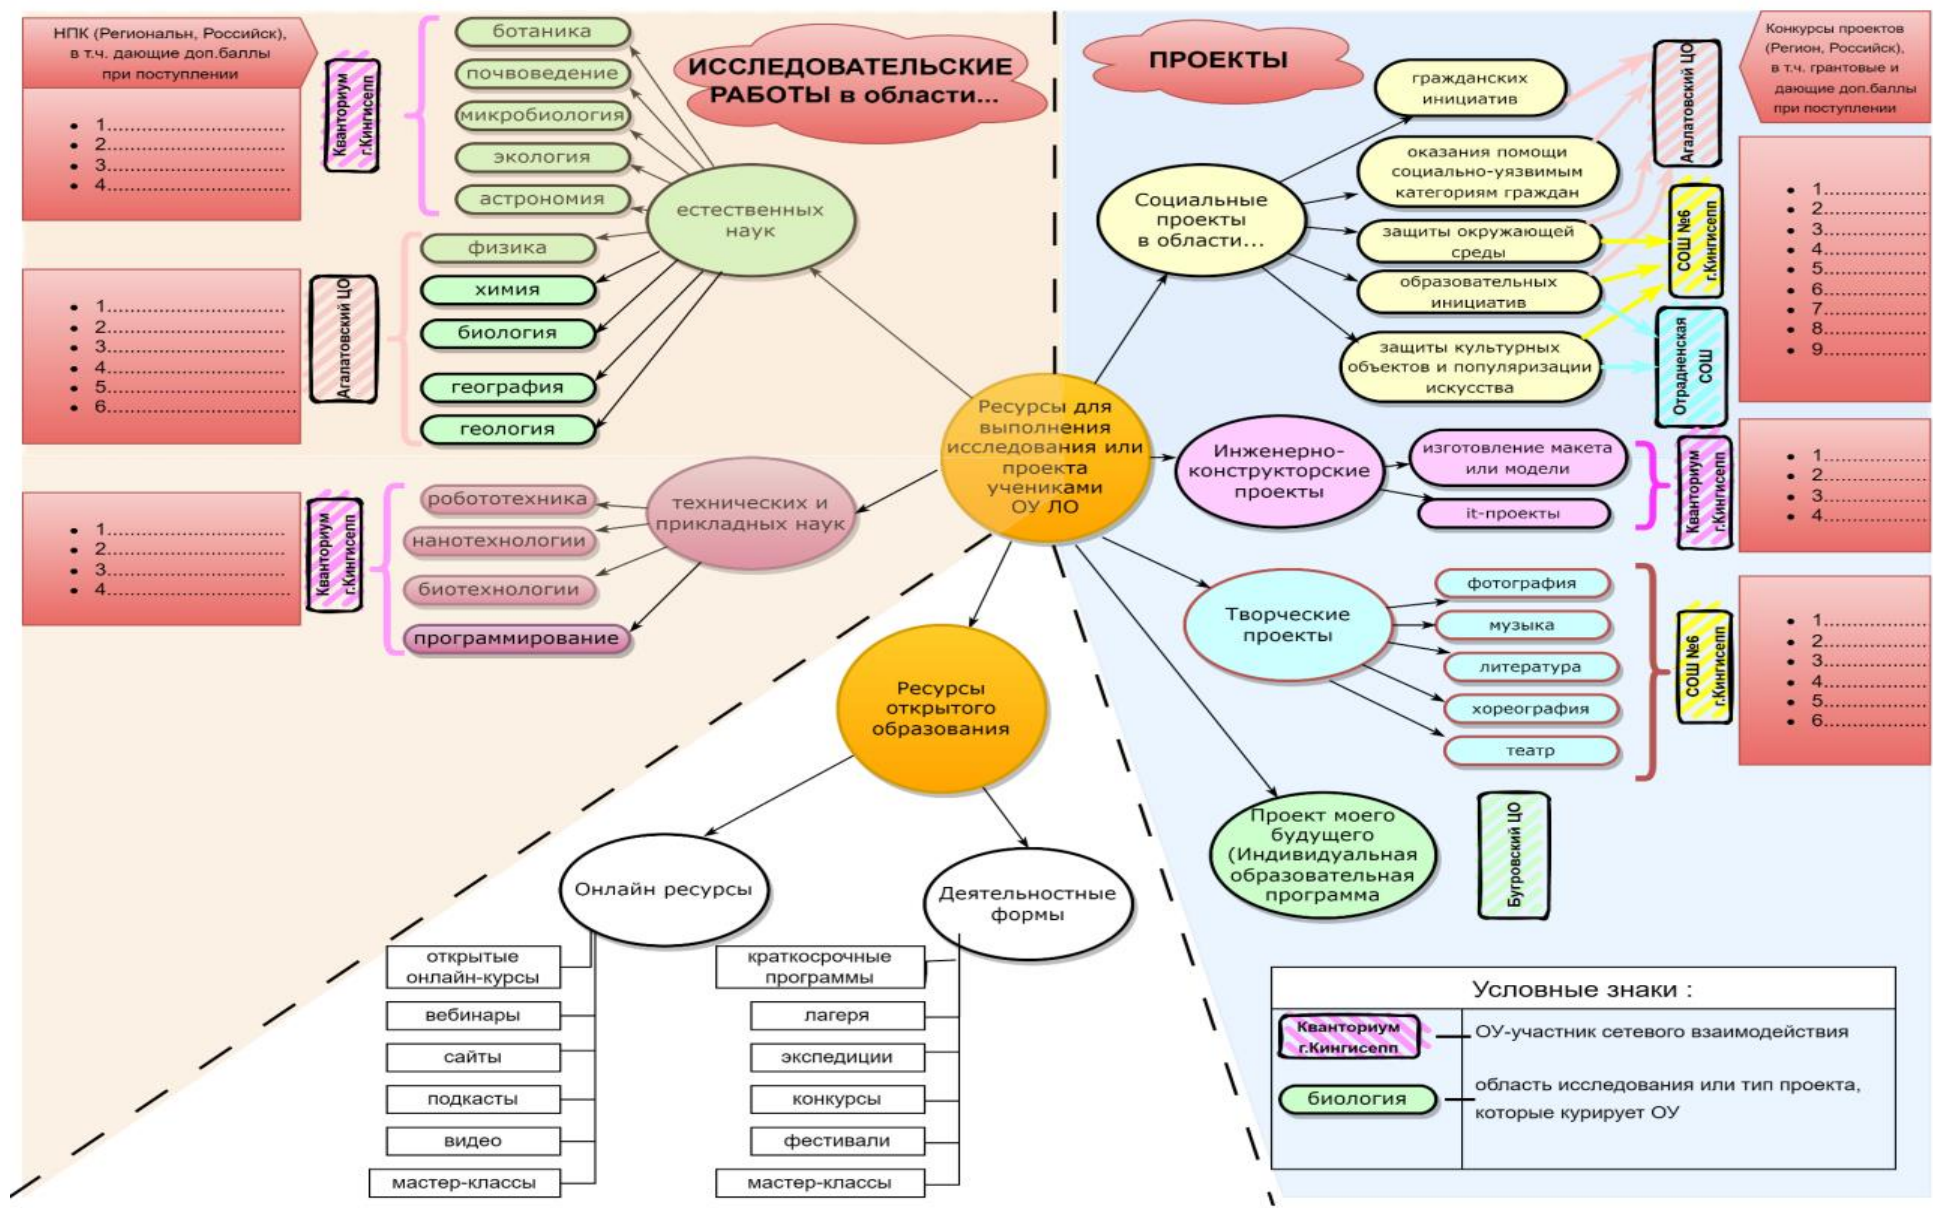 НПК (Региональн, Российск),
в т.ч. дающие доп.баллы
при поступлении
1.............................
2.............................
3.............................
4.............................
Кванториум
г.Кингисепп
ботаника
почвоведение
микробиология
экология
астрономия
ИССЛЕДОВАТЕЛЬСКИЕ
РАБОТЫ в области...
естественных
наук
1.............................
2.............................
3.............................
4.............................
5...............................
6...............................
Агалатовский ЦО
физика
химия
биология
география
геология
1.............................
2.............................
3.............................
4.............................
Кванториум
г.Кингисепп
робототехника
нанотехнологии
биотехнологии
программирование
технических и
прикладных наук
Ресурсы для
выполнения
исследования или
проекта
учениками
ОУ ЛО
ПРОЕКТЫ
Социальные
проекты
в области...
гражданских
инициатив
оказания помощи
социально-уязвимым
категориям граждан
защиты окружающей
среды
образовательных
инициатив
защиты культурных
объектов и популяризации
искусства
Агалатовский ЦО
СОШ №6
г.Кингисепп
Отрадненская
СОШ
Конкурсы проектов
(Регион, Российск),
в т.ч. грантовые и
дающие доп.баллы
при поступлении
1.................
2.................
3.................
4.................
5.................
6.................
7.................
8.................
9.................
Инженерно-
конструкторские
проекты
изготовление макета
или модели
it-проекты
Кванториум
г.Кингисепп
1.................
2.................
3.................
4.................
Творческие
проекты
фотография
музыка
литература
хореография
театр
СОШ №6
г.Кингисепп
1.................
2.................
3.................
4.................
5.................
6.................
Проект моего
будущего
(Индивидуальная
образовательная
программа
Бугровский ЦО
Ресурсы
открытого
образования
Онлайн ресурсы
открытые
онлайн-курсы
вебинары
сайты
подкасты
видео
мастер-классы
Деятельностные
формы
краткосрочные
программы
лагеря
экспедиции
конкурсы
фестивали
мастер-классы
Условные знаки :
Кванториум
г.Кингисепп
ОУ-участник сетевого взаимодействия
биология
область исследования или тип проекта,
которые курирует ОУ